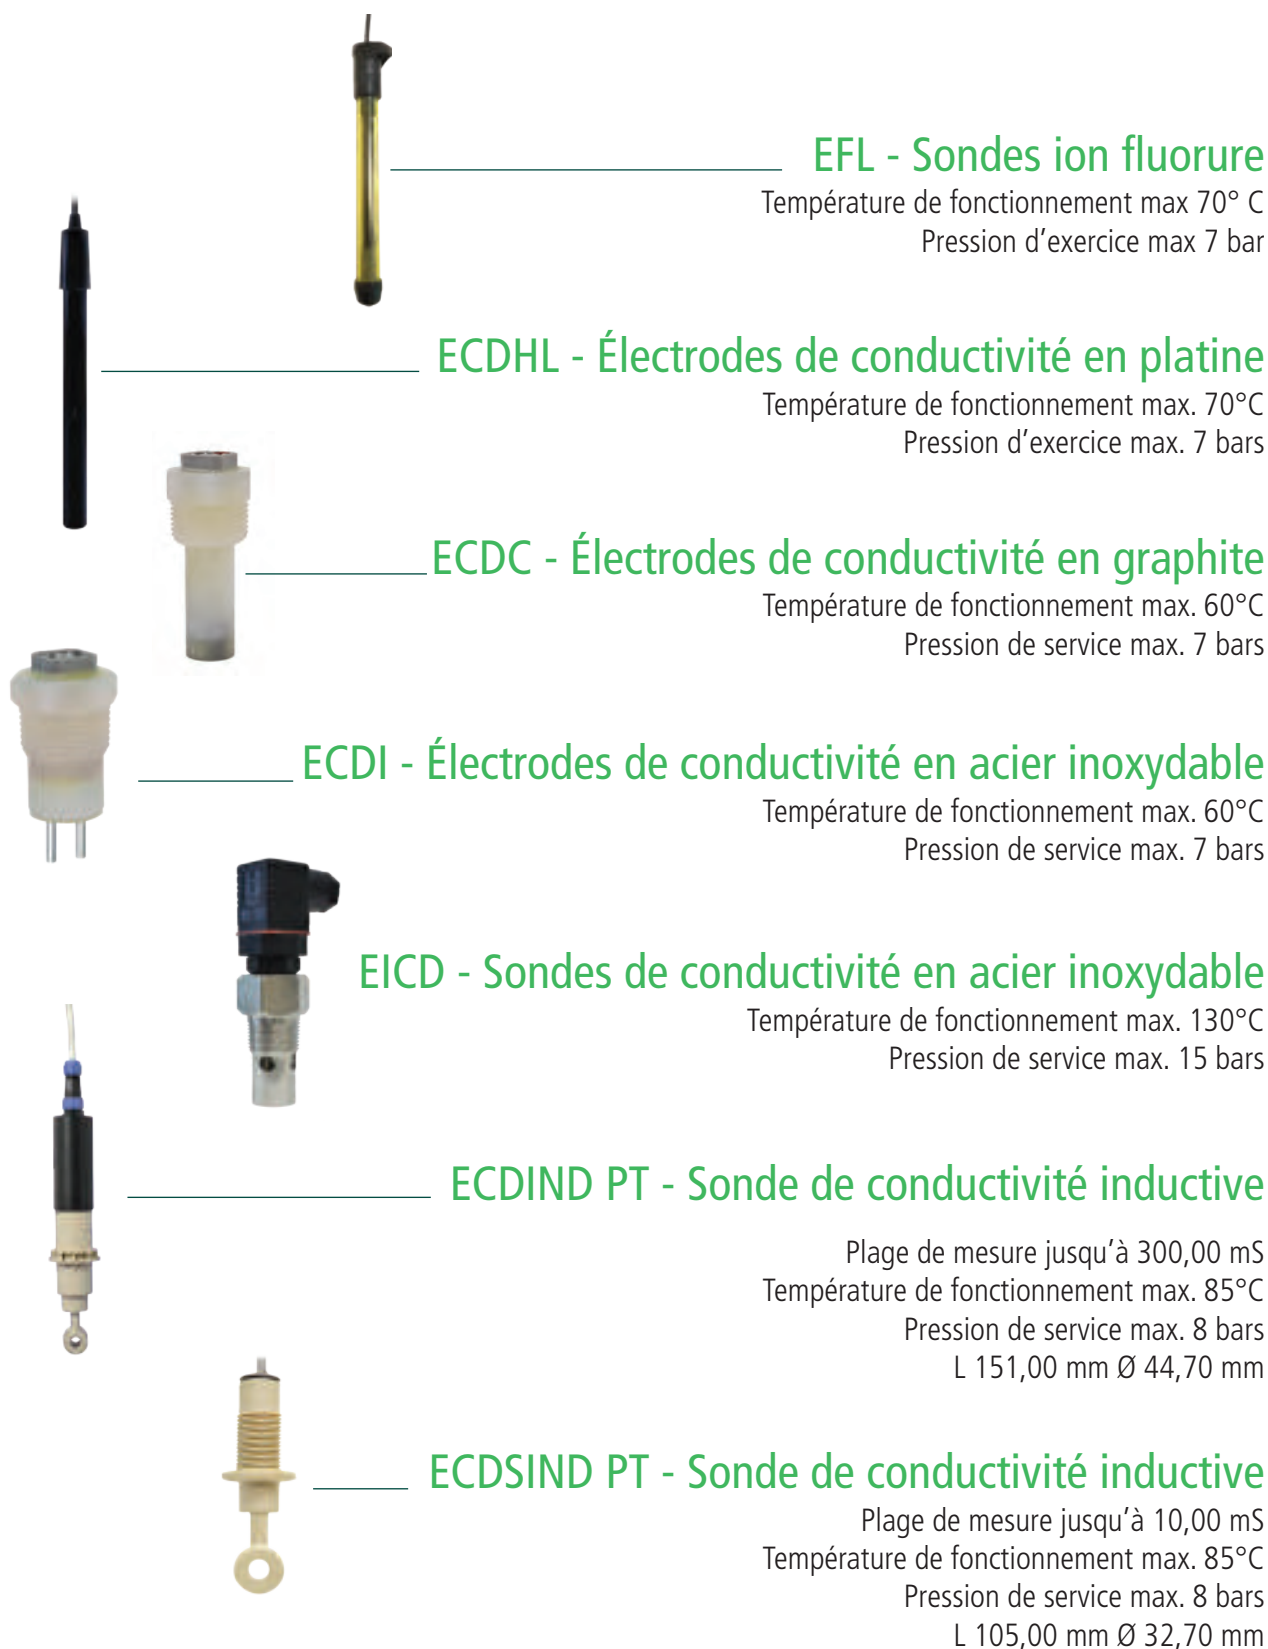 EFL - Sondes ion fluorure
Température de fonctionnement max 70° C
Pression d’exercice max 7 bar
ECDHL - Électrodes de conductivité en platine
Température de fonctionnement max. 70°C
Pression d’exercice max. 7 bars
ECDC - Électrodes de conductivité en graphite
Température de fonctionnement max. 60°C
Pression de service max. 7 bars
ECDI - Électrodes de conductivité en acier inoxydable
Température de fonctionnement max. 60°C
Pression de service max. 7 bars
EICD - Sondes de conductivité en acier inoxydable
Température de fonctionnement max. 130°C
Pression de service max. 15 bars
ECDIND PT - Sonde de conductivité inductive
Plage de mesure jusqu’à 300,00 mS
Température de fonctionnement max. 85°C
Pression de service max. 8 bars
L 151,00 mm Ø 44,70 mm
ECDSIND PT - Sonde de conductivité inductive
Plage de mesure jusqu’à 10,00 mS
Température de fonctionnement max. 85°C
Pression de service max. 8 bars
L 105,00 mm Ø 32,70 mm